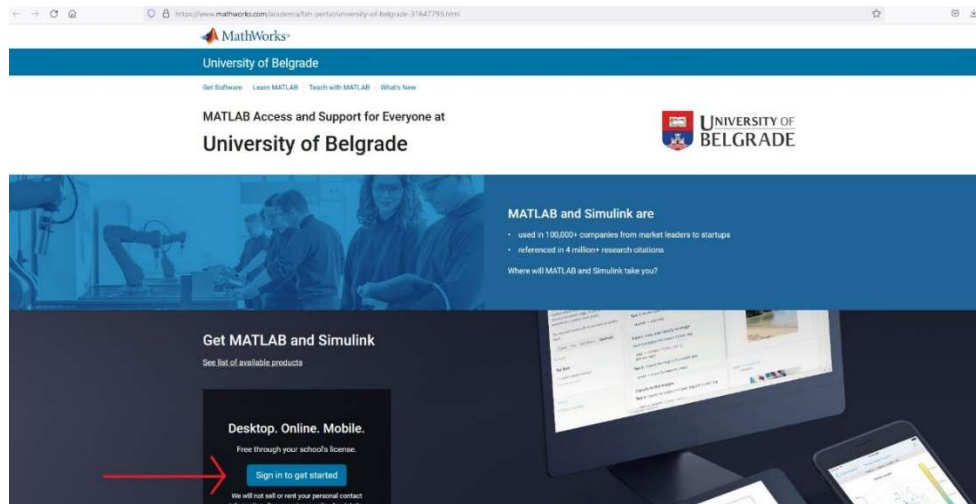 https://www.mathworks.com/academia/tah-portal/university-of-belgrade-31647793.html
MathWorks®
University of Belgrade
Get Software Learn MATLAB Teach with MATLAB What's New
MATLAB Access and Support for Everyone at
University of Belgrade
UNIVERSITY OF
BELGRADE
MATLAB and Simulink are
• used in 100,000+ companies from market leaders to startups
• referenced in 4 million+ research citations
Where will MATLAB and Simulink take you?
Get MATLAB and Simulink
See list of available products
Desktop. Online. Mobile.
Free through your school's license.
Sign in to get started
We will not sell or rent your personal contact